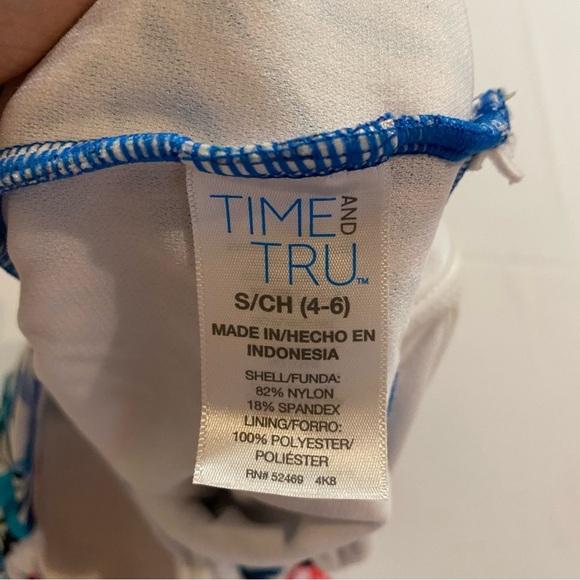 TIME AND
TRU™
S/CH (4-6)
MADE IN/HECHO EN
INDONESIA
SHELL/FUNDA:
82% NYLON
18% SPANDEX
LINING/FORRO:
100% POLYESTER/
POLIÉSTER
RN# 52469 4K8